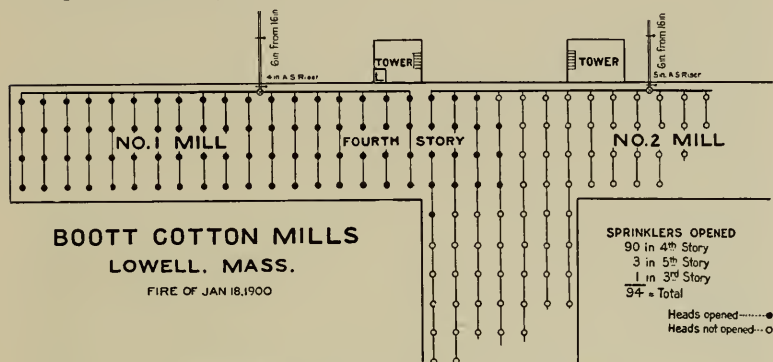 6in from 16in
4 in A S Riser
TOWER
TOWER
6in from 16in
5in A S Riser
NO.1 MILL
FOURTH STORY
NO.2 MILL
BOOTT COTTON MILLS
LOWELL. MASS.
FIRE OF JAN 18,1900
SPRINKLERS OPENED
90 in 4th Story
3 in 5th Story
1 in 3rd Story
94 = Total
Heads opened
Heads not opened